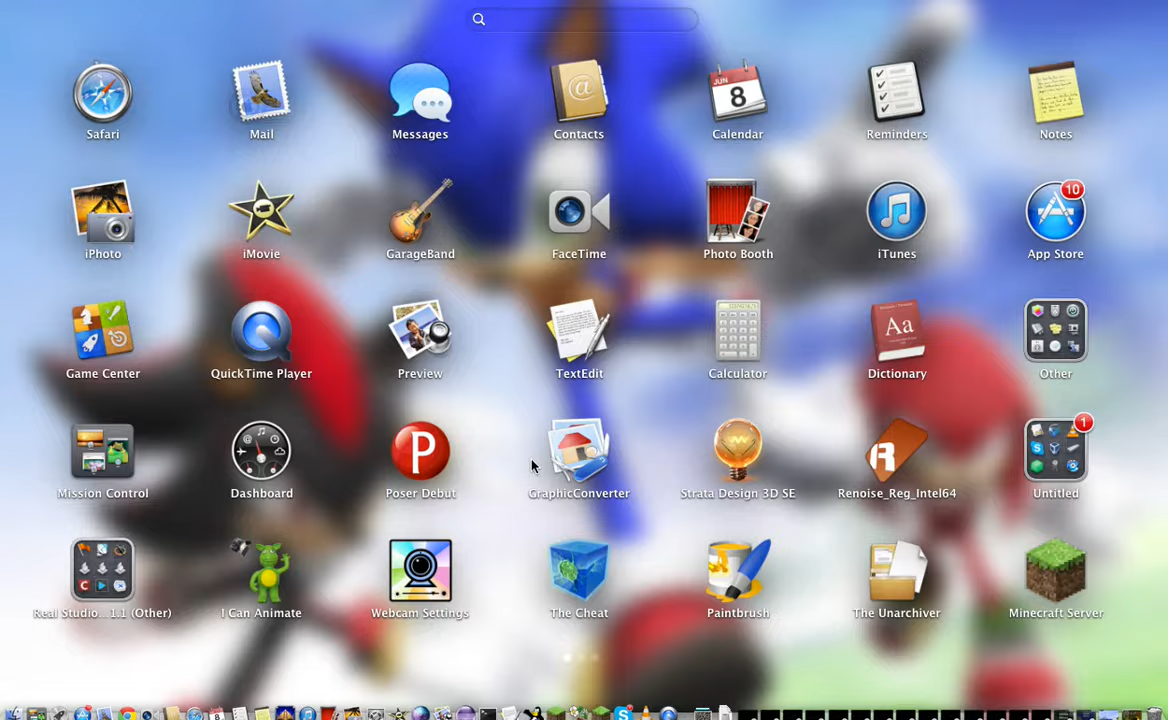 Safari Mail Messages Contacts JUN 8 Calendar Reminders Notes
iPhoto iMovie GarageBand FaceTime Photo Booth iTunes 10 App Store
Game Center QuickTime Player Preview TextEdit Calculator Aa Dictionary Other
Mission Control Dashboard P Poser Debut GraphicConverter Strata Design 3D SE R Renoise_Reg_Intel64 1 Untitled
Real Studio...1.1 (Other) I Can Animate Webcam Settings The Cheat Paintbrush The Unarchiver Minecraft Server